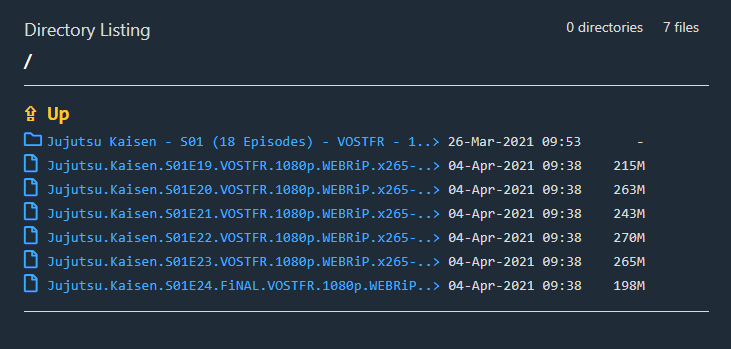 Directory Listing 0 directories 7 files
/
Up
Jujutsu Kaisen - S01 (18 Episodes) - VOSTFR - 1..> 26-Mar-2021 09:53 -
Jujutsu.Kaisen.S01E19.VOSTFR.1080p.WEBRiP.x265-..> 04-Apr-2021 09:38 215M
Jujutsu.Kaisen.S01E20.VOSTFR.1080p.WEBRiP.x265-..> 04-Apr-2021 09:38 263M
Jujutsu.Kaisen.S01E21.VOSTFR.1080p.WEBRiP.x265-..> 04-Apr-2021 09:38 243M
Jujutsu.Kaisen.S01E22.VOSTFR.1080p.WEBRiP.x265-..> 04-Apr-2021 09:38 270M
Jujutsu.Kaisen.S01E23.VOSTFR.1080p.WEBRiP.x265-..> 04-Apr-2021 09:38 265M
Jujutsu.Kaisen.S01E24.FiNAL.VOSTFR.1080p.WEBRiP..> 04-Apr-2021 09:38 198M